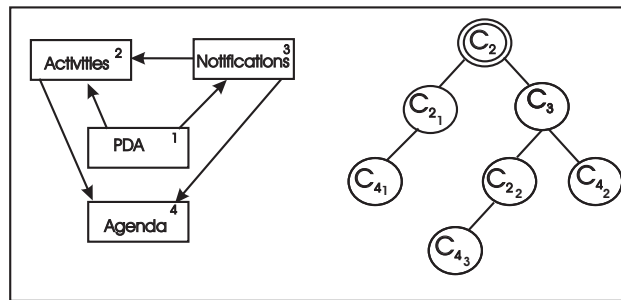 Activities 2
Notifications 3
PDA 1
Agenda 4
C2
C21
C3
C41
C22
C42
C43